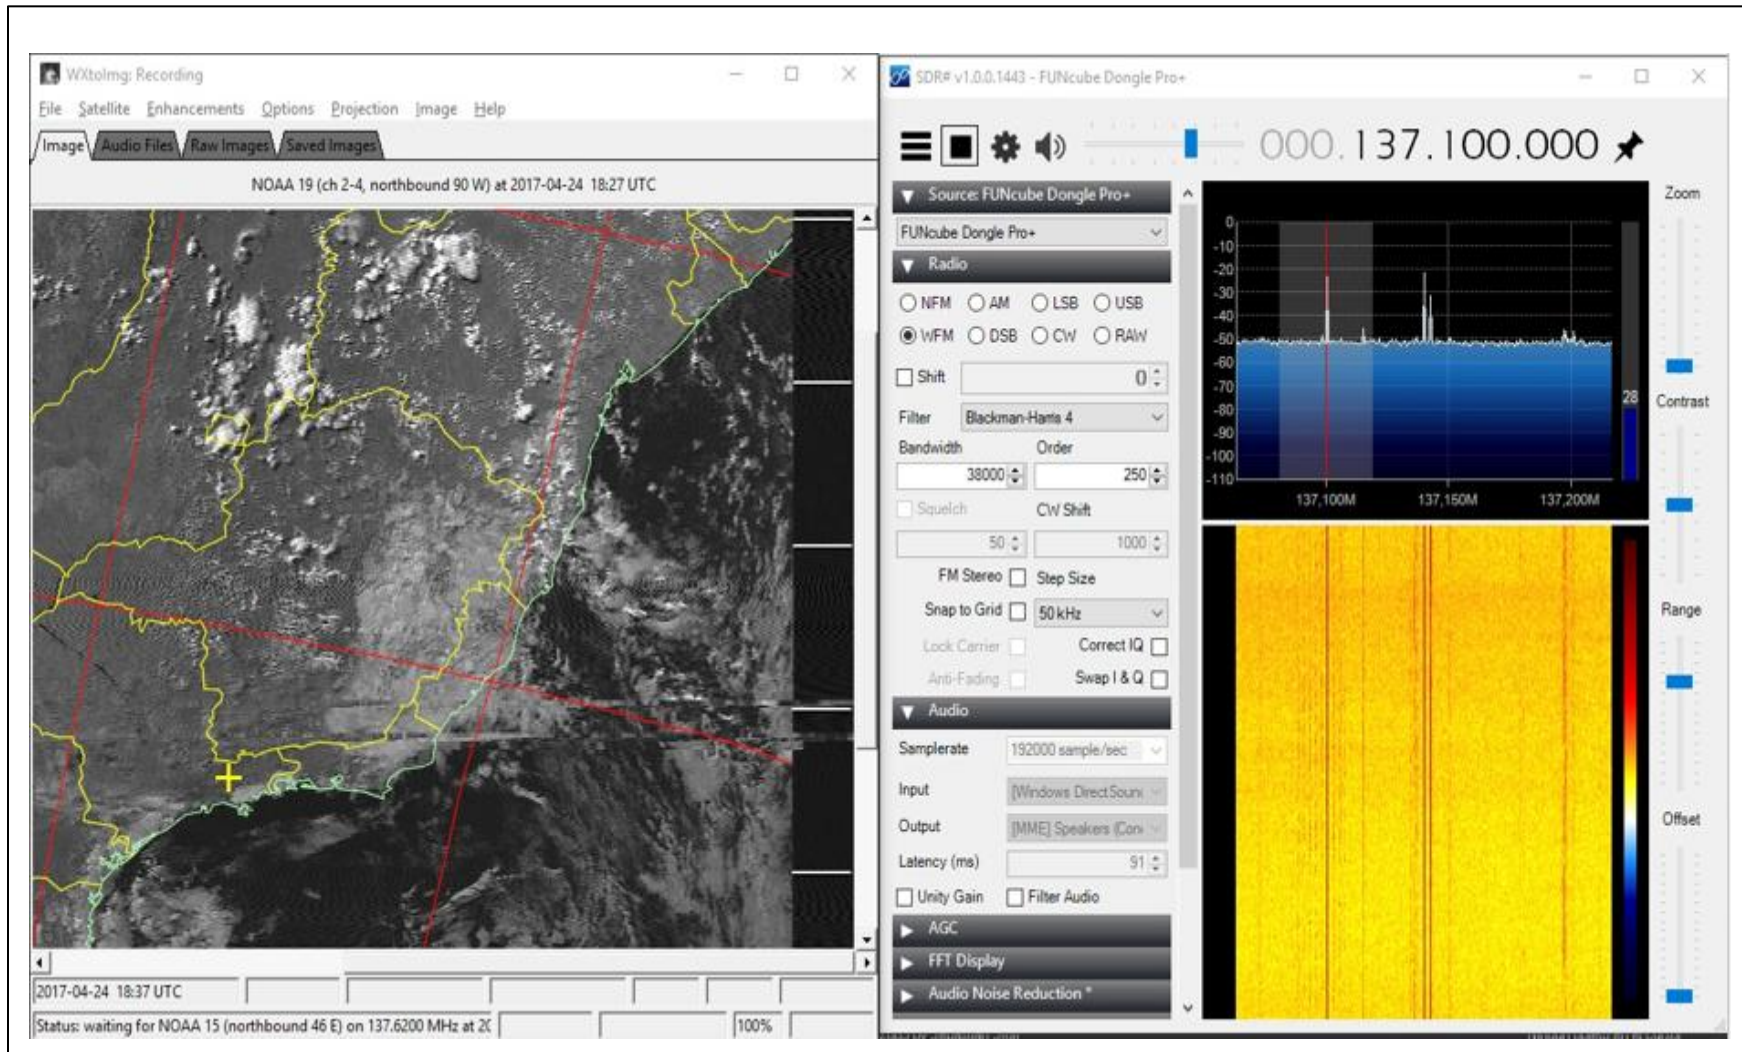 WXtoImg: Recording
File Satellite Enhancements Options Projection Image Help
Image Audio Files Raw Images Saved Images
NOAA 19 (ch 2-4, northbound 90 W) at 2017-04-24 18:27 UTC
2017-04-24 18:37 UTC
Status: waiting for NOAA 15 (northbound 46 E) on 137.6200 MHz at 20
100%
SDR# v1.0.0.1443 - FUNcube Dongle Pro+
000.137.100.000
Source: FUNcube Dongle Pro+
FUNcube Dongle Pro+
Radio
NFM AM LSB USB
WFM DSB CW RAW
Shift 0
Filter Blackman-Harris 4
Bandwidth Order
38000 250
Squelch CW Shift
50 1000
FM Stereo Step Size
Snap to Grid 50 kHz
Lock Carrier Correct IQ
Anti-Fading Swap I & Q
Audio
Samplerate 192000 sample/sec
Input [Windows DirectSoun
Output [MME] Speakers (Con
Latency (ms) 91
Unity Gain Filter Audio
AGC
FFT Display
Audio Noise Reduction *
0
-10
-20
-30
-40
-50
-60
-70
-80
-90
-100
-110
137,100M 137,150M 137,200M
28
Zoom
Contrast
Range
Offset